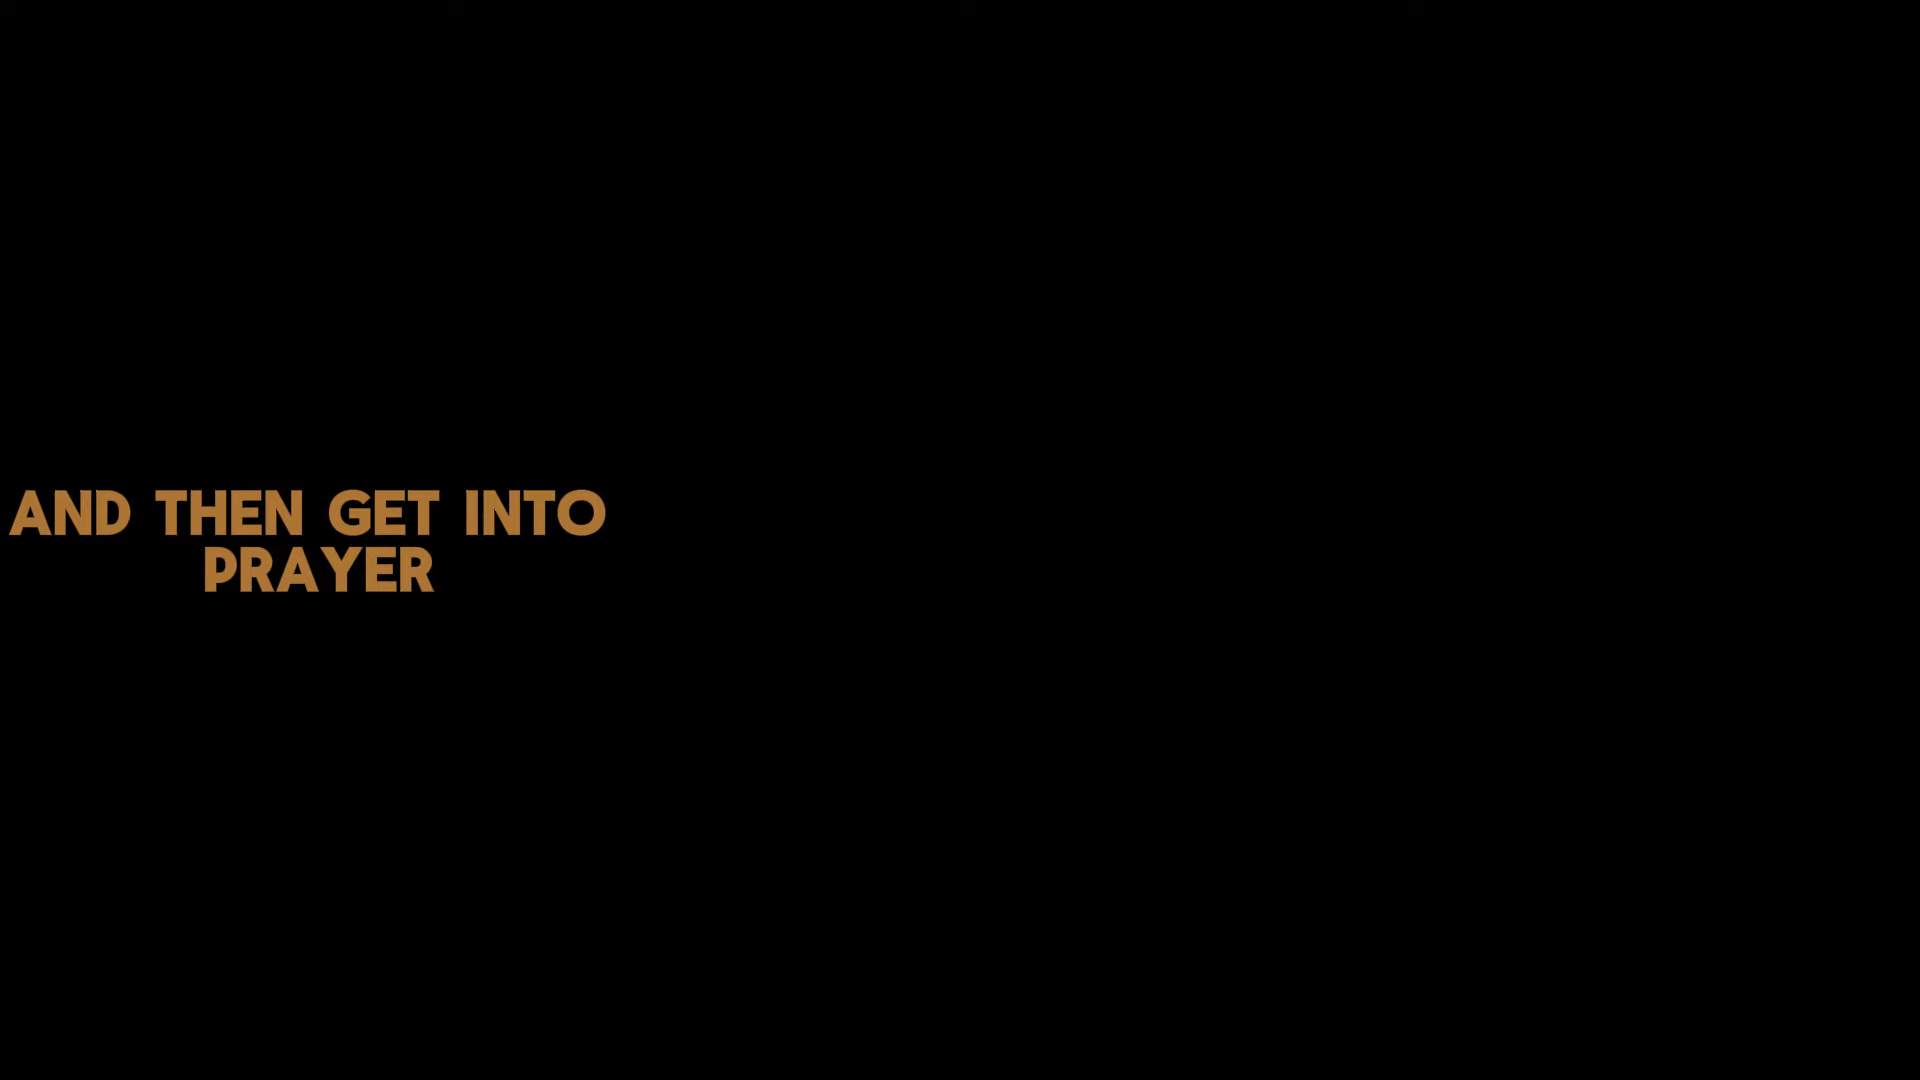 AND THEN GET INTO
PRAYER